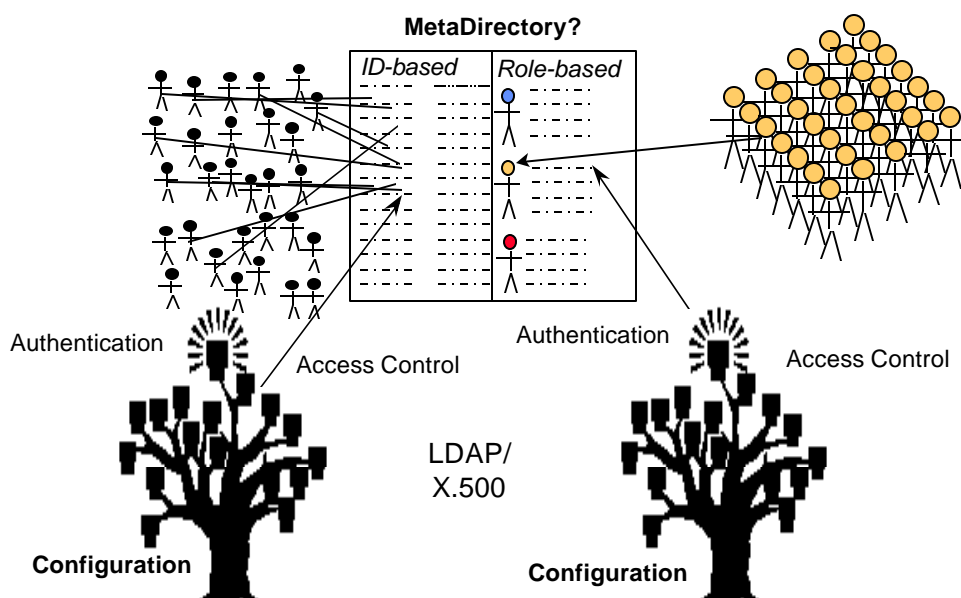 MetaDirectory?
ID-based
Role-based
Authentication
Access Control
Authentication
Access Control
LDAP/
X.500
Configuration
Configuration